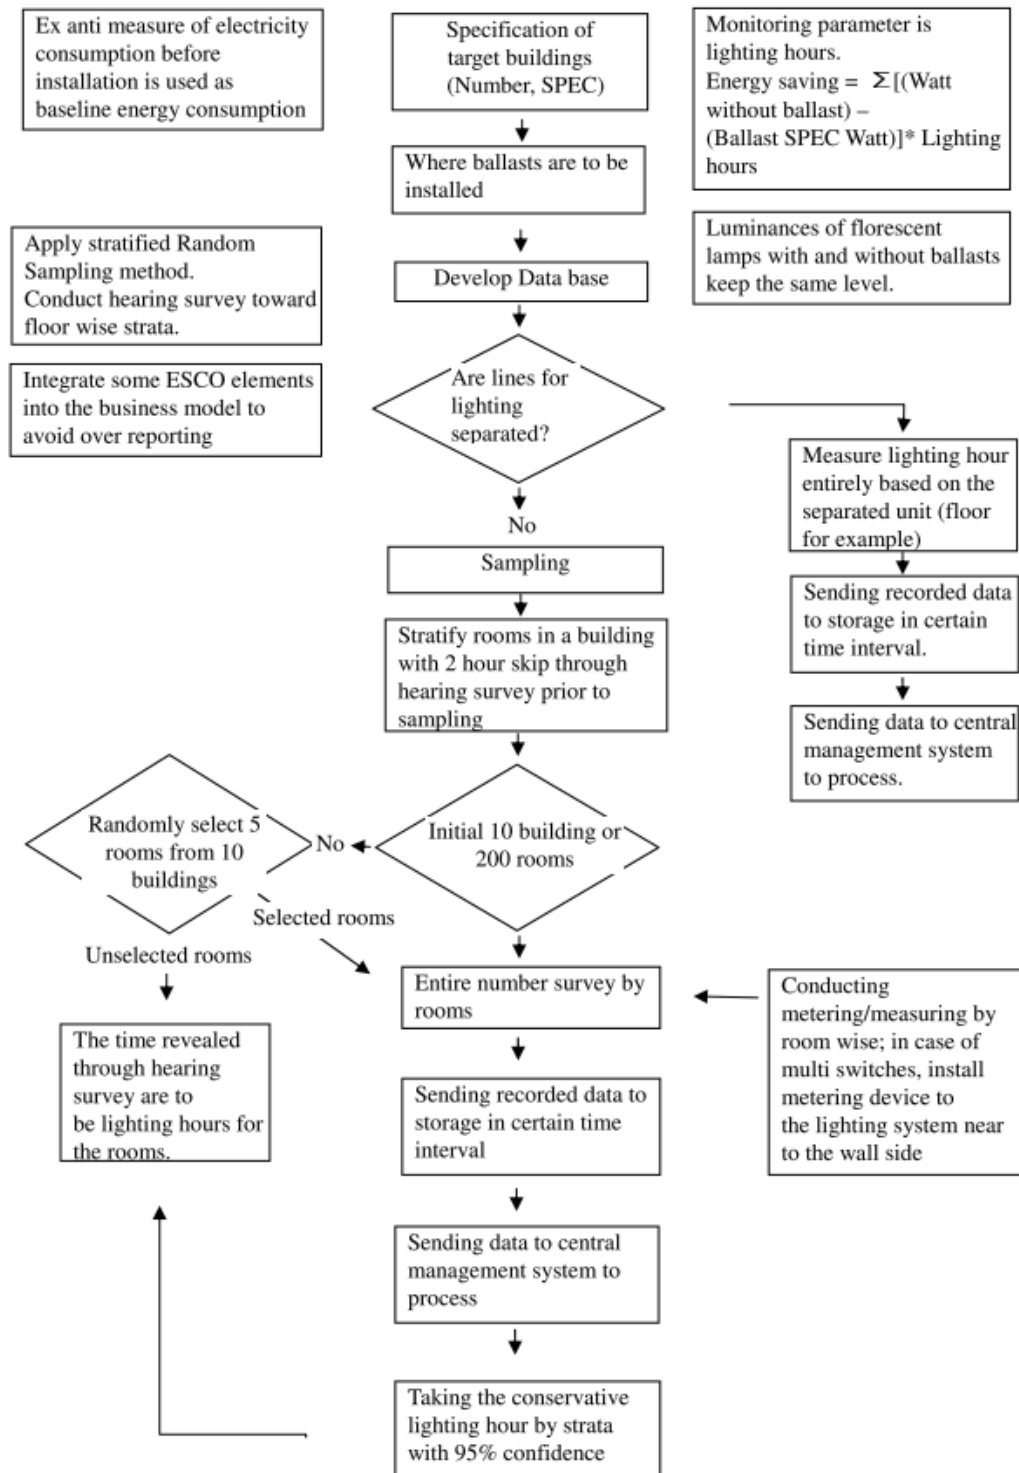 Ex anti measure of electricity
consumption before
installation is used as
baseline energy consumption
Specification of
target buildings
(Number, SPEC)
Monitoring parameter is
lighting hours.
Energy saving = Σ[(Watt
without ballast) –
(Ballast SPEC Watt)]* Lighting
hours
Where ballasts are to be
installed
Apply stratified Random
Sampling method.
Conduct hearing survey toward
floor wise strata.
Develop Data base
Luminances of florescent
lamps with and without ballasts
keep the same level.
Integrate some ESCO elements
into the business model to
avoid over reporting
Are lines for
lighting
separated?
Measure lighting hour
entirely based on the
separated unit (floor
for example)
No
Sampling
Sending recorded data
to storage in certain
time interval.
Stratify rooms in a building
with 2 hour skip through
hearing survey prior to
sampling
Sending data to central
management system
to process.
Randomly select 5
rooms from 10
buildings
No
Initial 10 building or
200 rooms
Selected rooms
Unselected rooms
Entire number survey by
rooms
Conducting
metering/measuring by
room wise; in case of
multi switches, install
metering device to
the lighting system near
to the wall side
The time revealed
through hearing
survey are to
be lighting hours for
the rooms.
Sending recorded data to
storage in certain time
interval
Sending data to central
management system to
process
Taking the conservative
lighting hour by strata
with 95% confidence